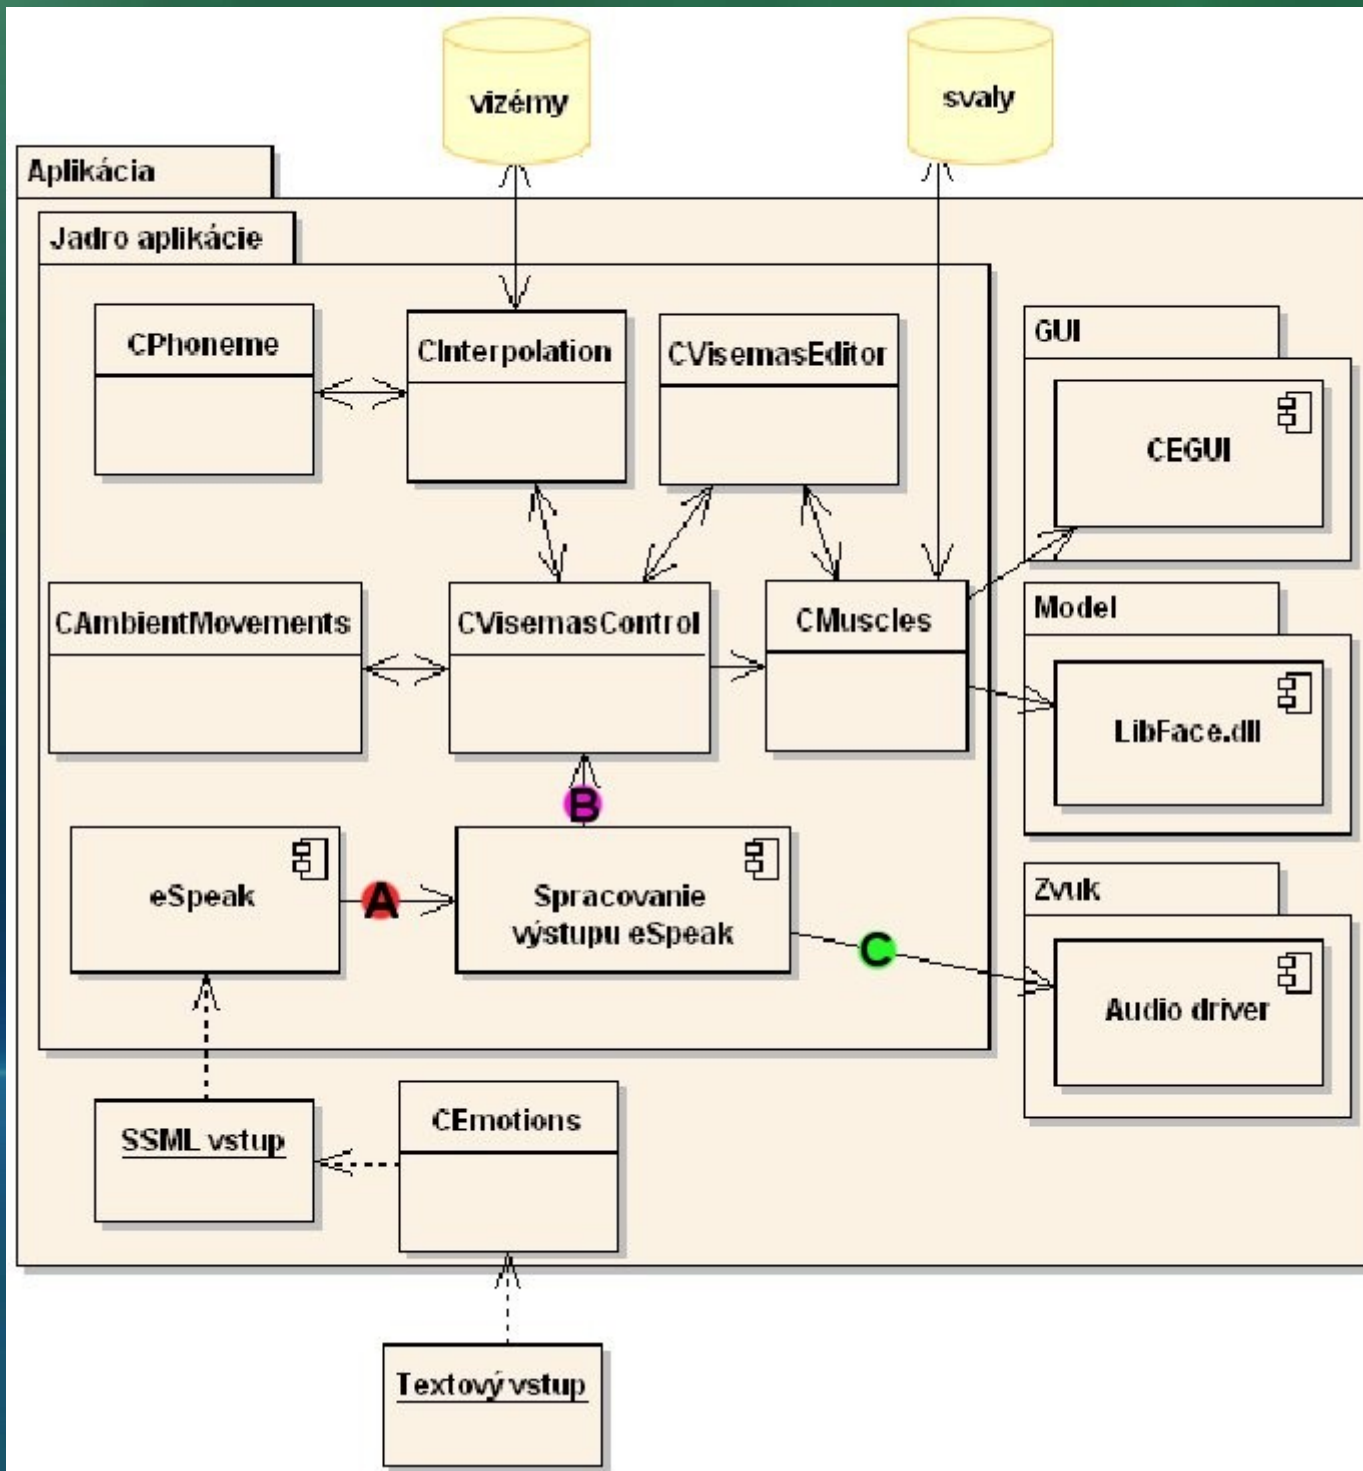 vizémy
svaly
Aplikácia
Jadro aplikácie
CPhoneme
CInterpolation
CVisemasEditor
GUI
CEGUI
CAmbientMovements
CVisemasControl
CMuscles
Model
LibFace.dll
B
eSpeak
A
Spracovanie
výstupu eSpeak
C
Zvuk
Audio driver
SSML vstup
CEmotions
Textový vstup